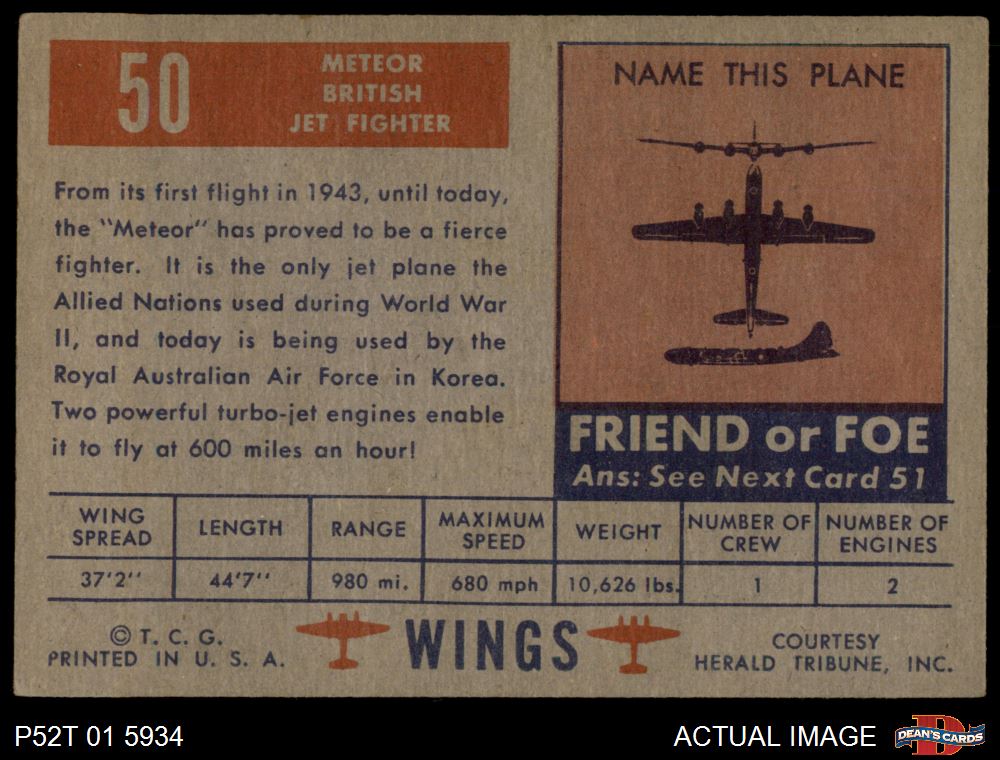 50
METEOR
BRITISH
JET FIGHTER
From its first flight in 1943, until today,
the "Meteor" has proved to be a fierce
fighter. It is the only jet plane the
Allied Nations used during World War
II, and today is being used by the
Royal Australian Air Force in Korea.
Two powerful turbo-jet engines enable
it to fly at 600 miles an hour!
NAME THIS PLANE
FRIEND or FOE
Ans: See Next Card 51
WING SPREAD LENGTH RANGE MAXIMUM SPEED WEIGHT NUMBER OF CREW NUMBER OF ENGINES
37'2'' 44'7'' 980 mi. 680 mph 10,626 lbs. 1 2
© T. C. G.
PRINTED IN U. S. A.
WINGS
COURTESY
HERALD TRIBUNE, INC.
P52T 01 5934
ACTUAL IMAGE
D
DEAN'S CARDS